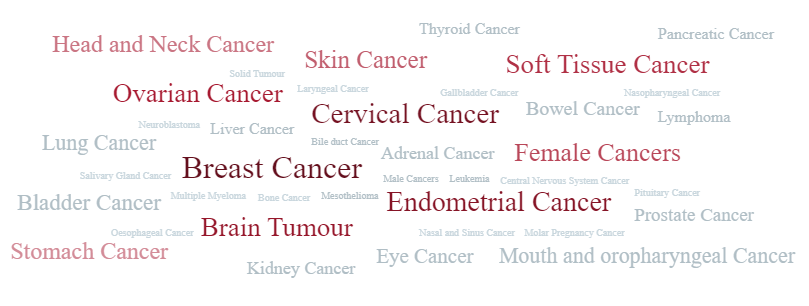 Thyroid Cancer
Pancreatic Cancer
Head and Neck Cancer
Skin Cancer
Soft Tissue Cancer
Solid Tumour
Laryngeal Cancer
Gallbladder Cancer
Nasopharyngeal Cancer
Ovarian Cancer
Cervical Cancer
Bowel Cancer
Lymphoma
Neuroblastoma
Liver Cancer
Lung Cancer
Bile duct Cancer
Adrenal Cancer
Female Cancers
Breast Cancer
Salivary Gland Cancer
Male Cancers
Leukemia
Central Nervous System Cancer
Multiple Myeloma
Bone Cancer
Mesothelioma
Pituitary Cancer
Bladder Cancer
Endometrial Cancer
Prostate Cancer
Oesophageal Cancer
Brain Tumour
Nasal and Sinus Cancer
Molar Pregnancy Cancer
Stomach Cancer
Kidney Cancer
Eye Cancer
Mouth and oropharyngeal Cancer